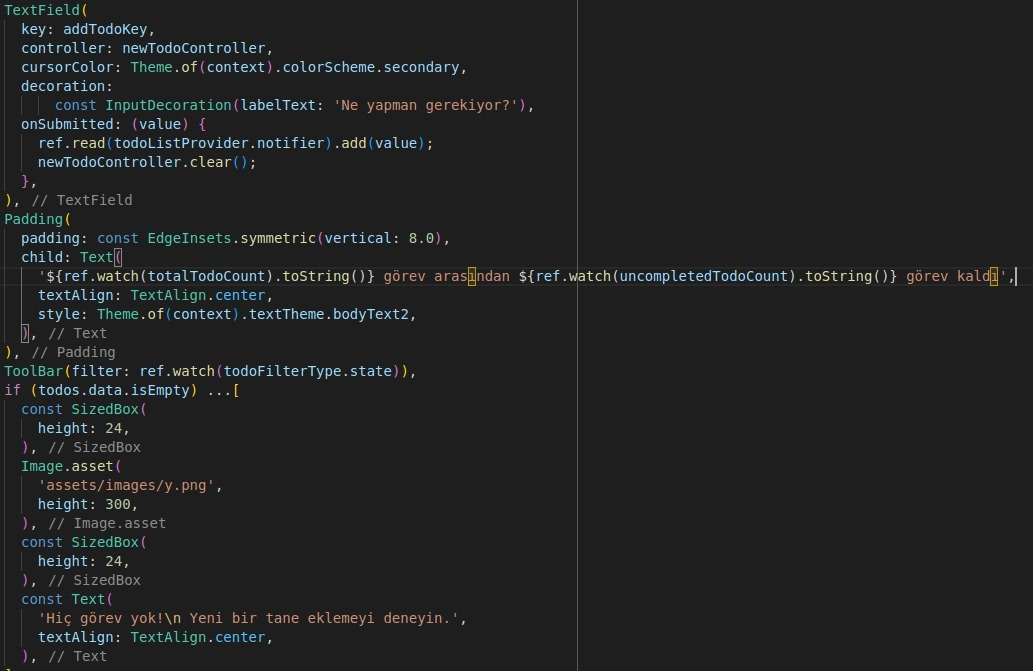 TextField(
  key: addTodoKey,
  controller: newTodoController,
  cursorColor: Theme.of(context).colorScheme.secondary,
  decoration:
      const InputDecoration(labelText: 'Ne yapman gerekiyor?'),
  onSubmitted: (value) {
    ref.read(todoListProvider.notifier).add(value);
    newTodoController.clear();
  },
), // TextField
Padding(
  padding: const EdgeInsets.symmetric(vertical: 8.0),
  child: Text(
    '${ref.watch(totalTodoCount).toString()} görev arasından ${ref.watch(uncompletedTodoCount).toString()} görev kaldı',
    textAlign: TextAlign.center,
    style: Theme.of(context).textTheme.bodyText2,
  ), // Text
), // Padding
ToolBar(filter: ref.watch(todoFilterType.state)),
if (todos.data.isEmpty) ...[
  const SizedBox(
    height: 24,
  ), // SizedBox
  Image.asset(
    'assets/images/y.png',
    height: 300,
  ), // Image.asset
  const SizedBox(
    height: 24,
  ), // SizedBox
  const Text(
    'Hiç görev yok!\n Yeni bir tane eklemeyi deneyin.',
    textAlign: TextAlign.center,
  ), // Text